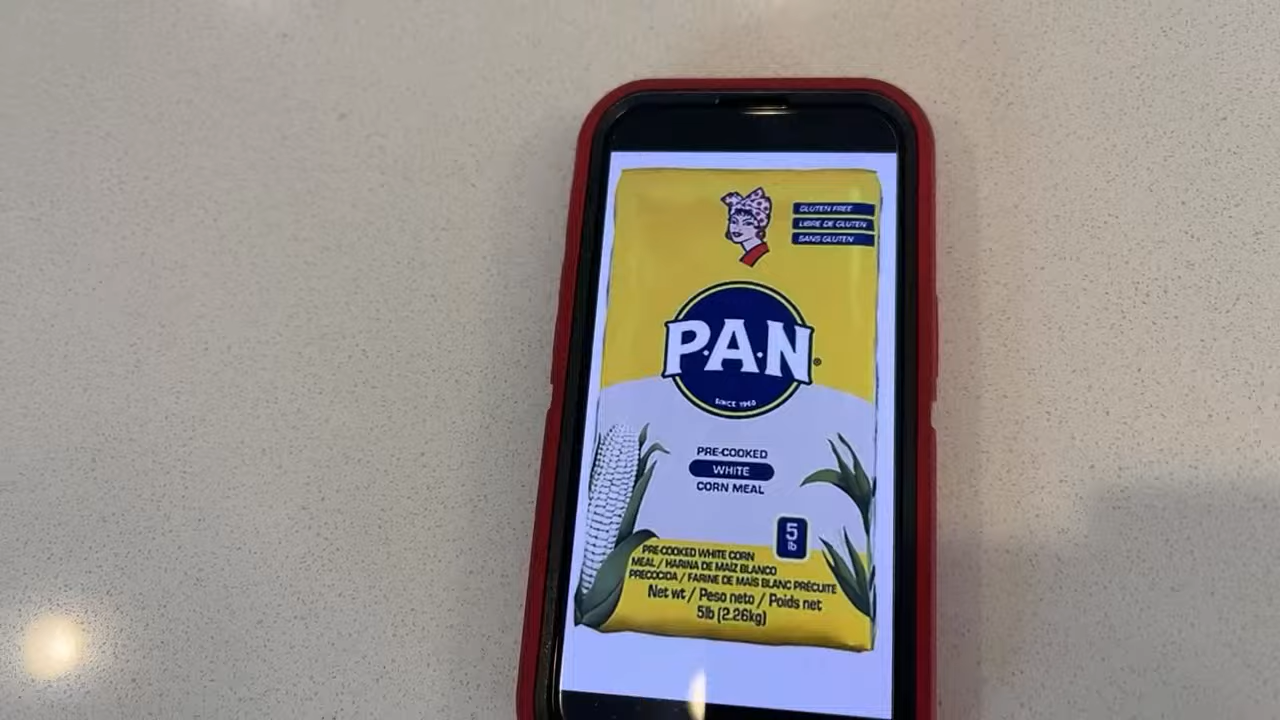 GLUTEN FREE
LIBRE DE GLUTEN
SANS GLUTEN
P.A.N
SINCE 1960
PRE-COOKED
WHITE
CORN MEAL
5
lb
PRE-COOKED WHITE CORN
MEAL / HARINA DE MAÍZ BLANCO
PRECOCIDA / FARINE DE MAÏS BLANC PRÉCUITE
Net wt / Peso neto / Poids net
5lb (2.26kg)